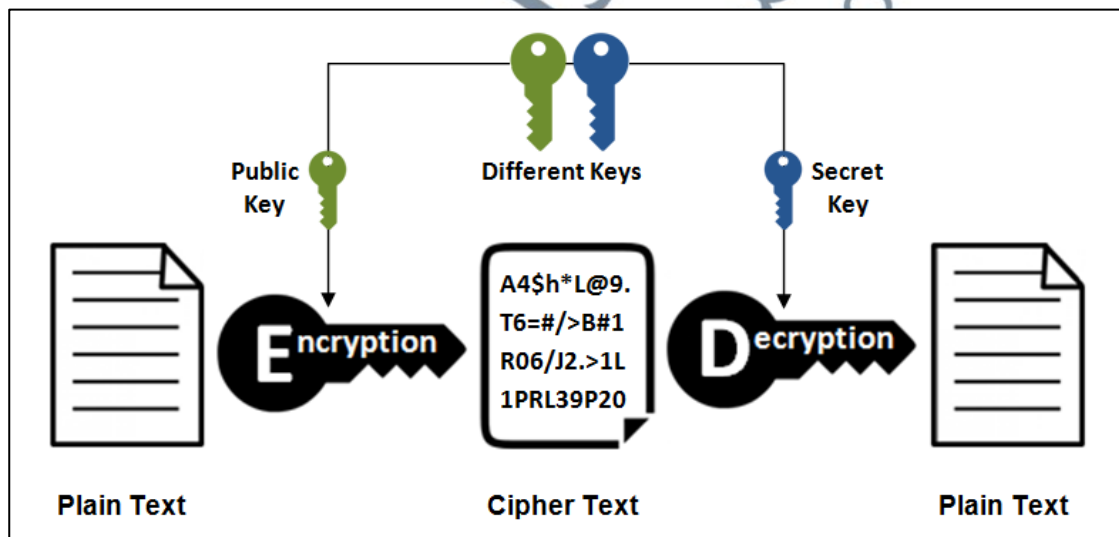 Public
Key
Different Keys
Secret
Key
Encryption
A4$h*L@9.
T6=#/>B#1
R06/J2.>1L
1PRL39P20
Decryption
Plain Text
Cipher Text
Plain Text